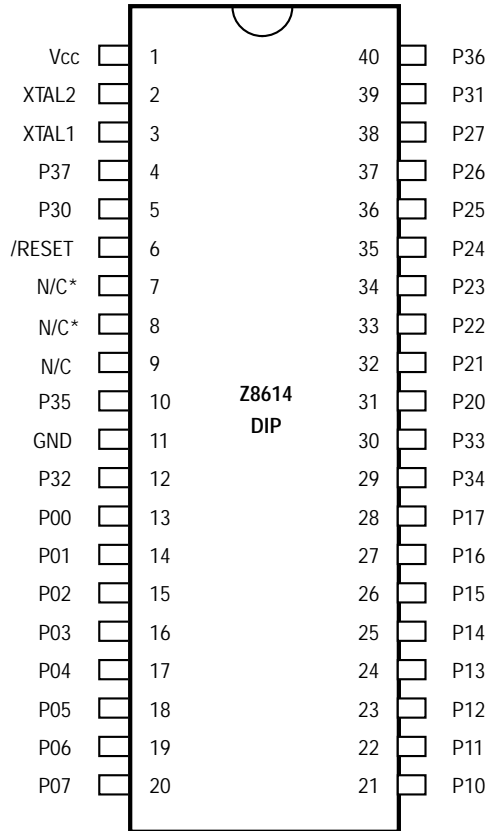 Vcc 1 40 P36
XTAL2 2 39 P31
XTAL1 3 38 P27
P37 4 37 P26
P30 5 36 P25
/RESET 6 35 P24
N/C* 7 34 P23
N/C* 8 33 P22
N/C 9 32 P21
P35 10 Z8614 31 P20
GND 11 DIP 30 P33
P32 12 29 P34
P00 13 28 P17
P01 14 27 P16
P02 15 26 P15
P03 16 25 P14
P04 17 24 P13
P05 18 23 P12
P06 19 22 P11
P07 20 21 P10